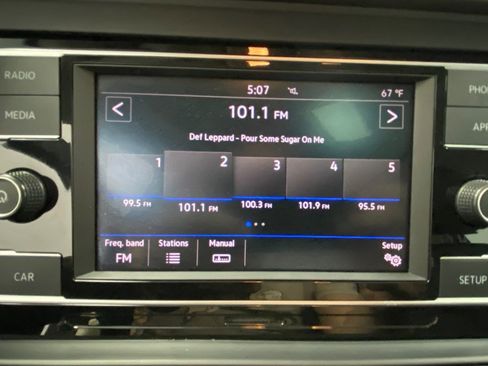 RADIO
MEDIA
CAR
5:07
67 °F
101.1 FM
Def Leppard - Pour Some Sugar On Me
1 2 3 4 5
99.5 FM 101.1 FM 100.3 FM 101.9 FM 95.5 FM
Freq. band Stations Manual Setup
FM
PHO
APP
SETUP